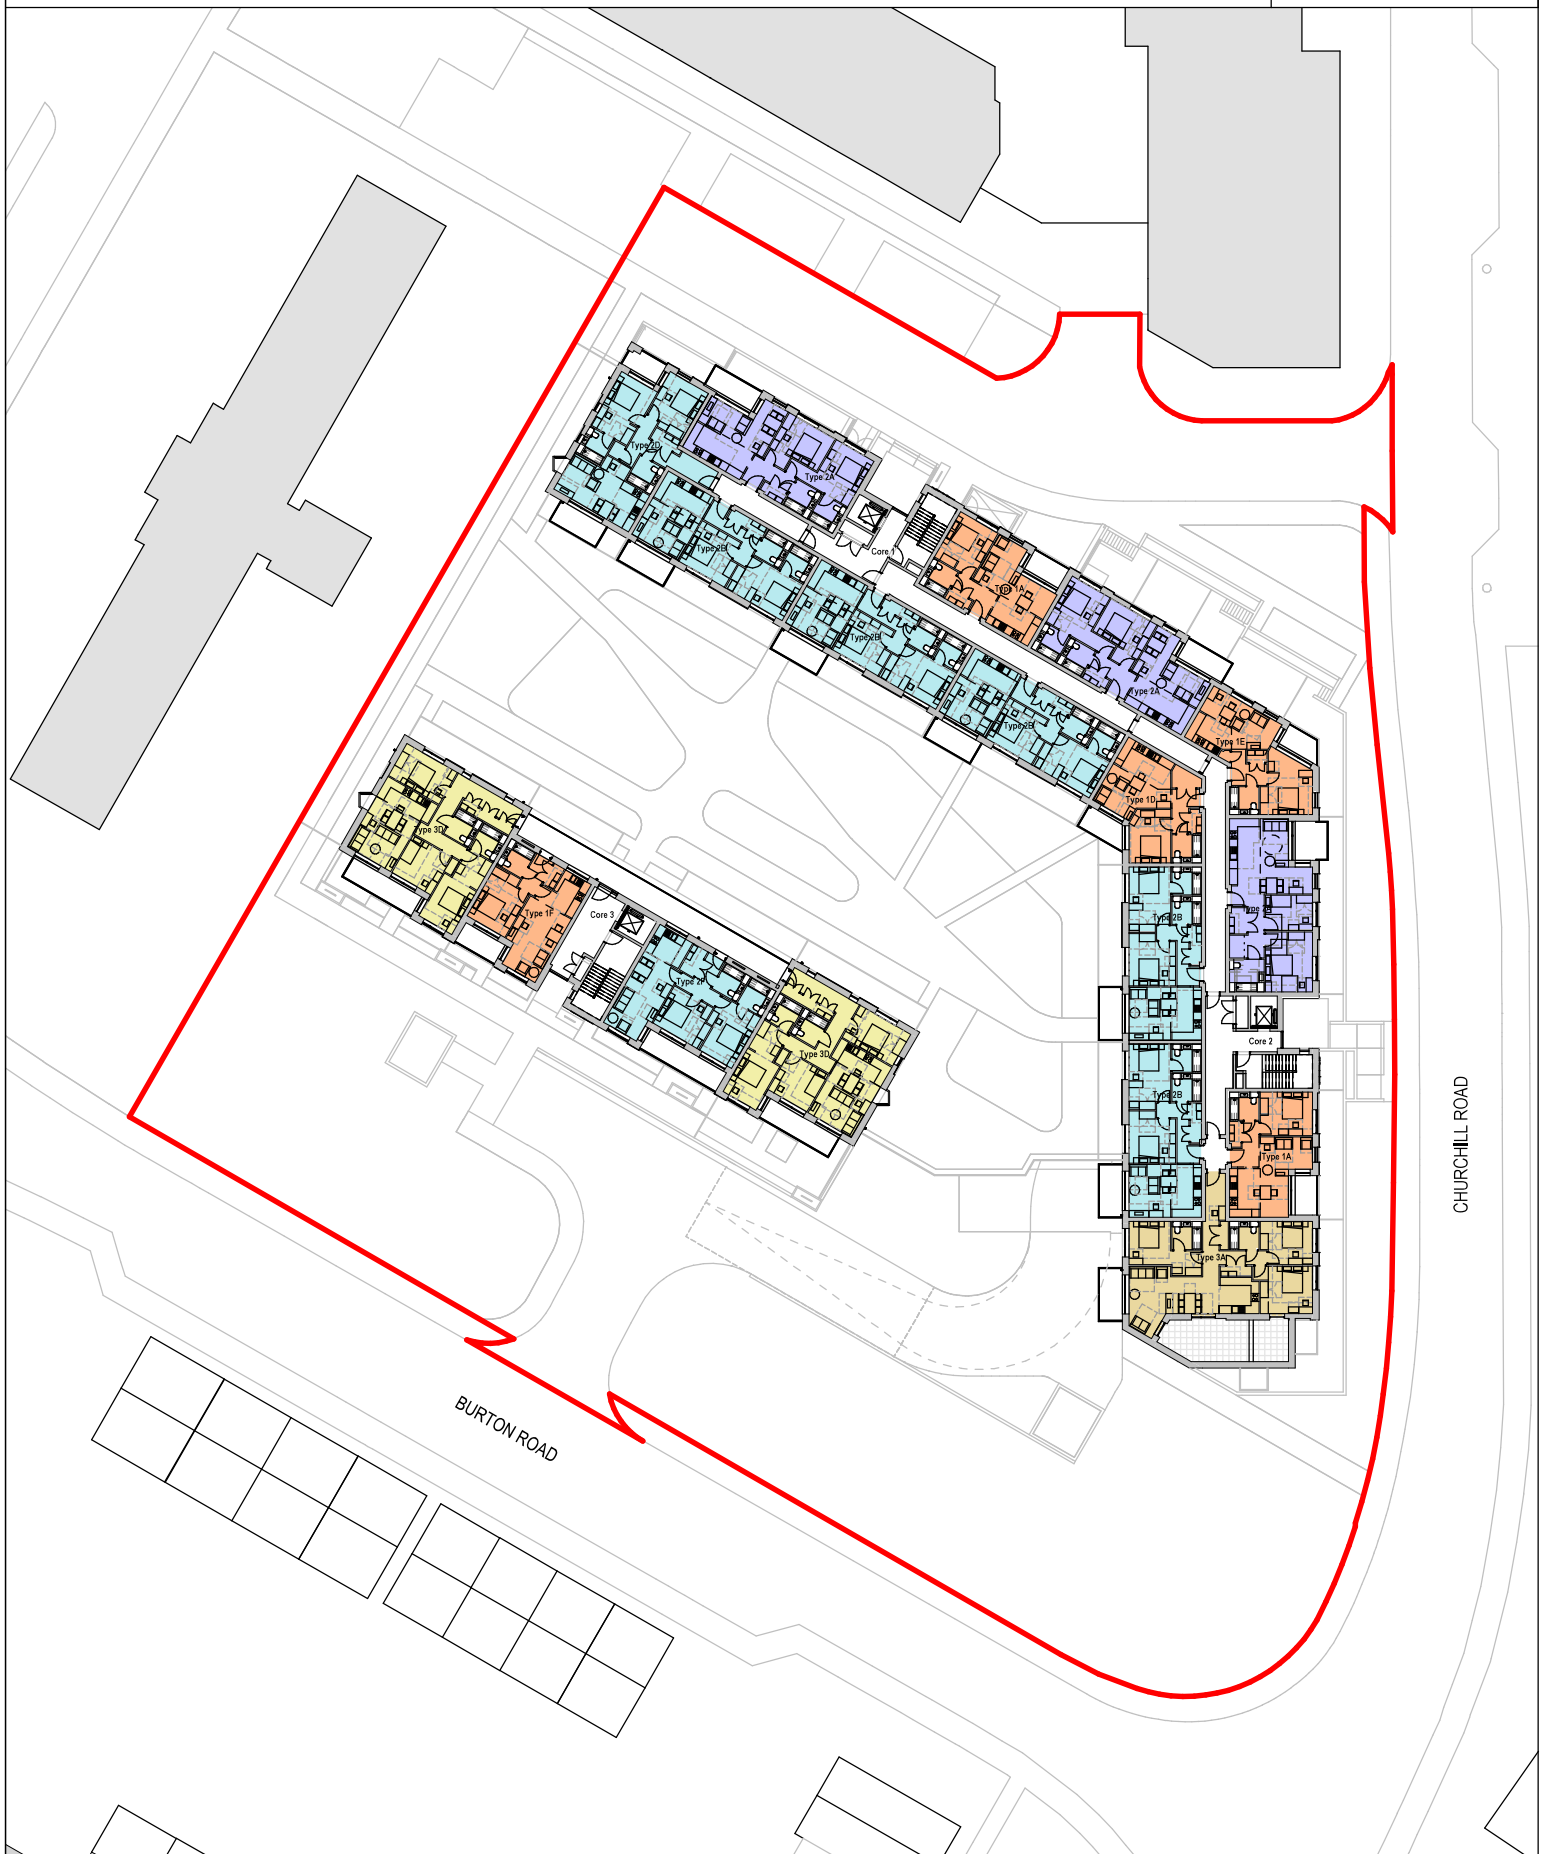 Type 2D
Type 2A
Type 2B
Core 1
Type 1A
Type 2B
Type 2A
Type 2B
Type 1E
Type 1D
Type 3D
Type 1F
Core 3
Type 2B
Type 2F
Core 2
Type 3D
Type 2B
Type 1A
CHURCHILL ROAD
Type 3A
BURTON ROAD